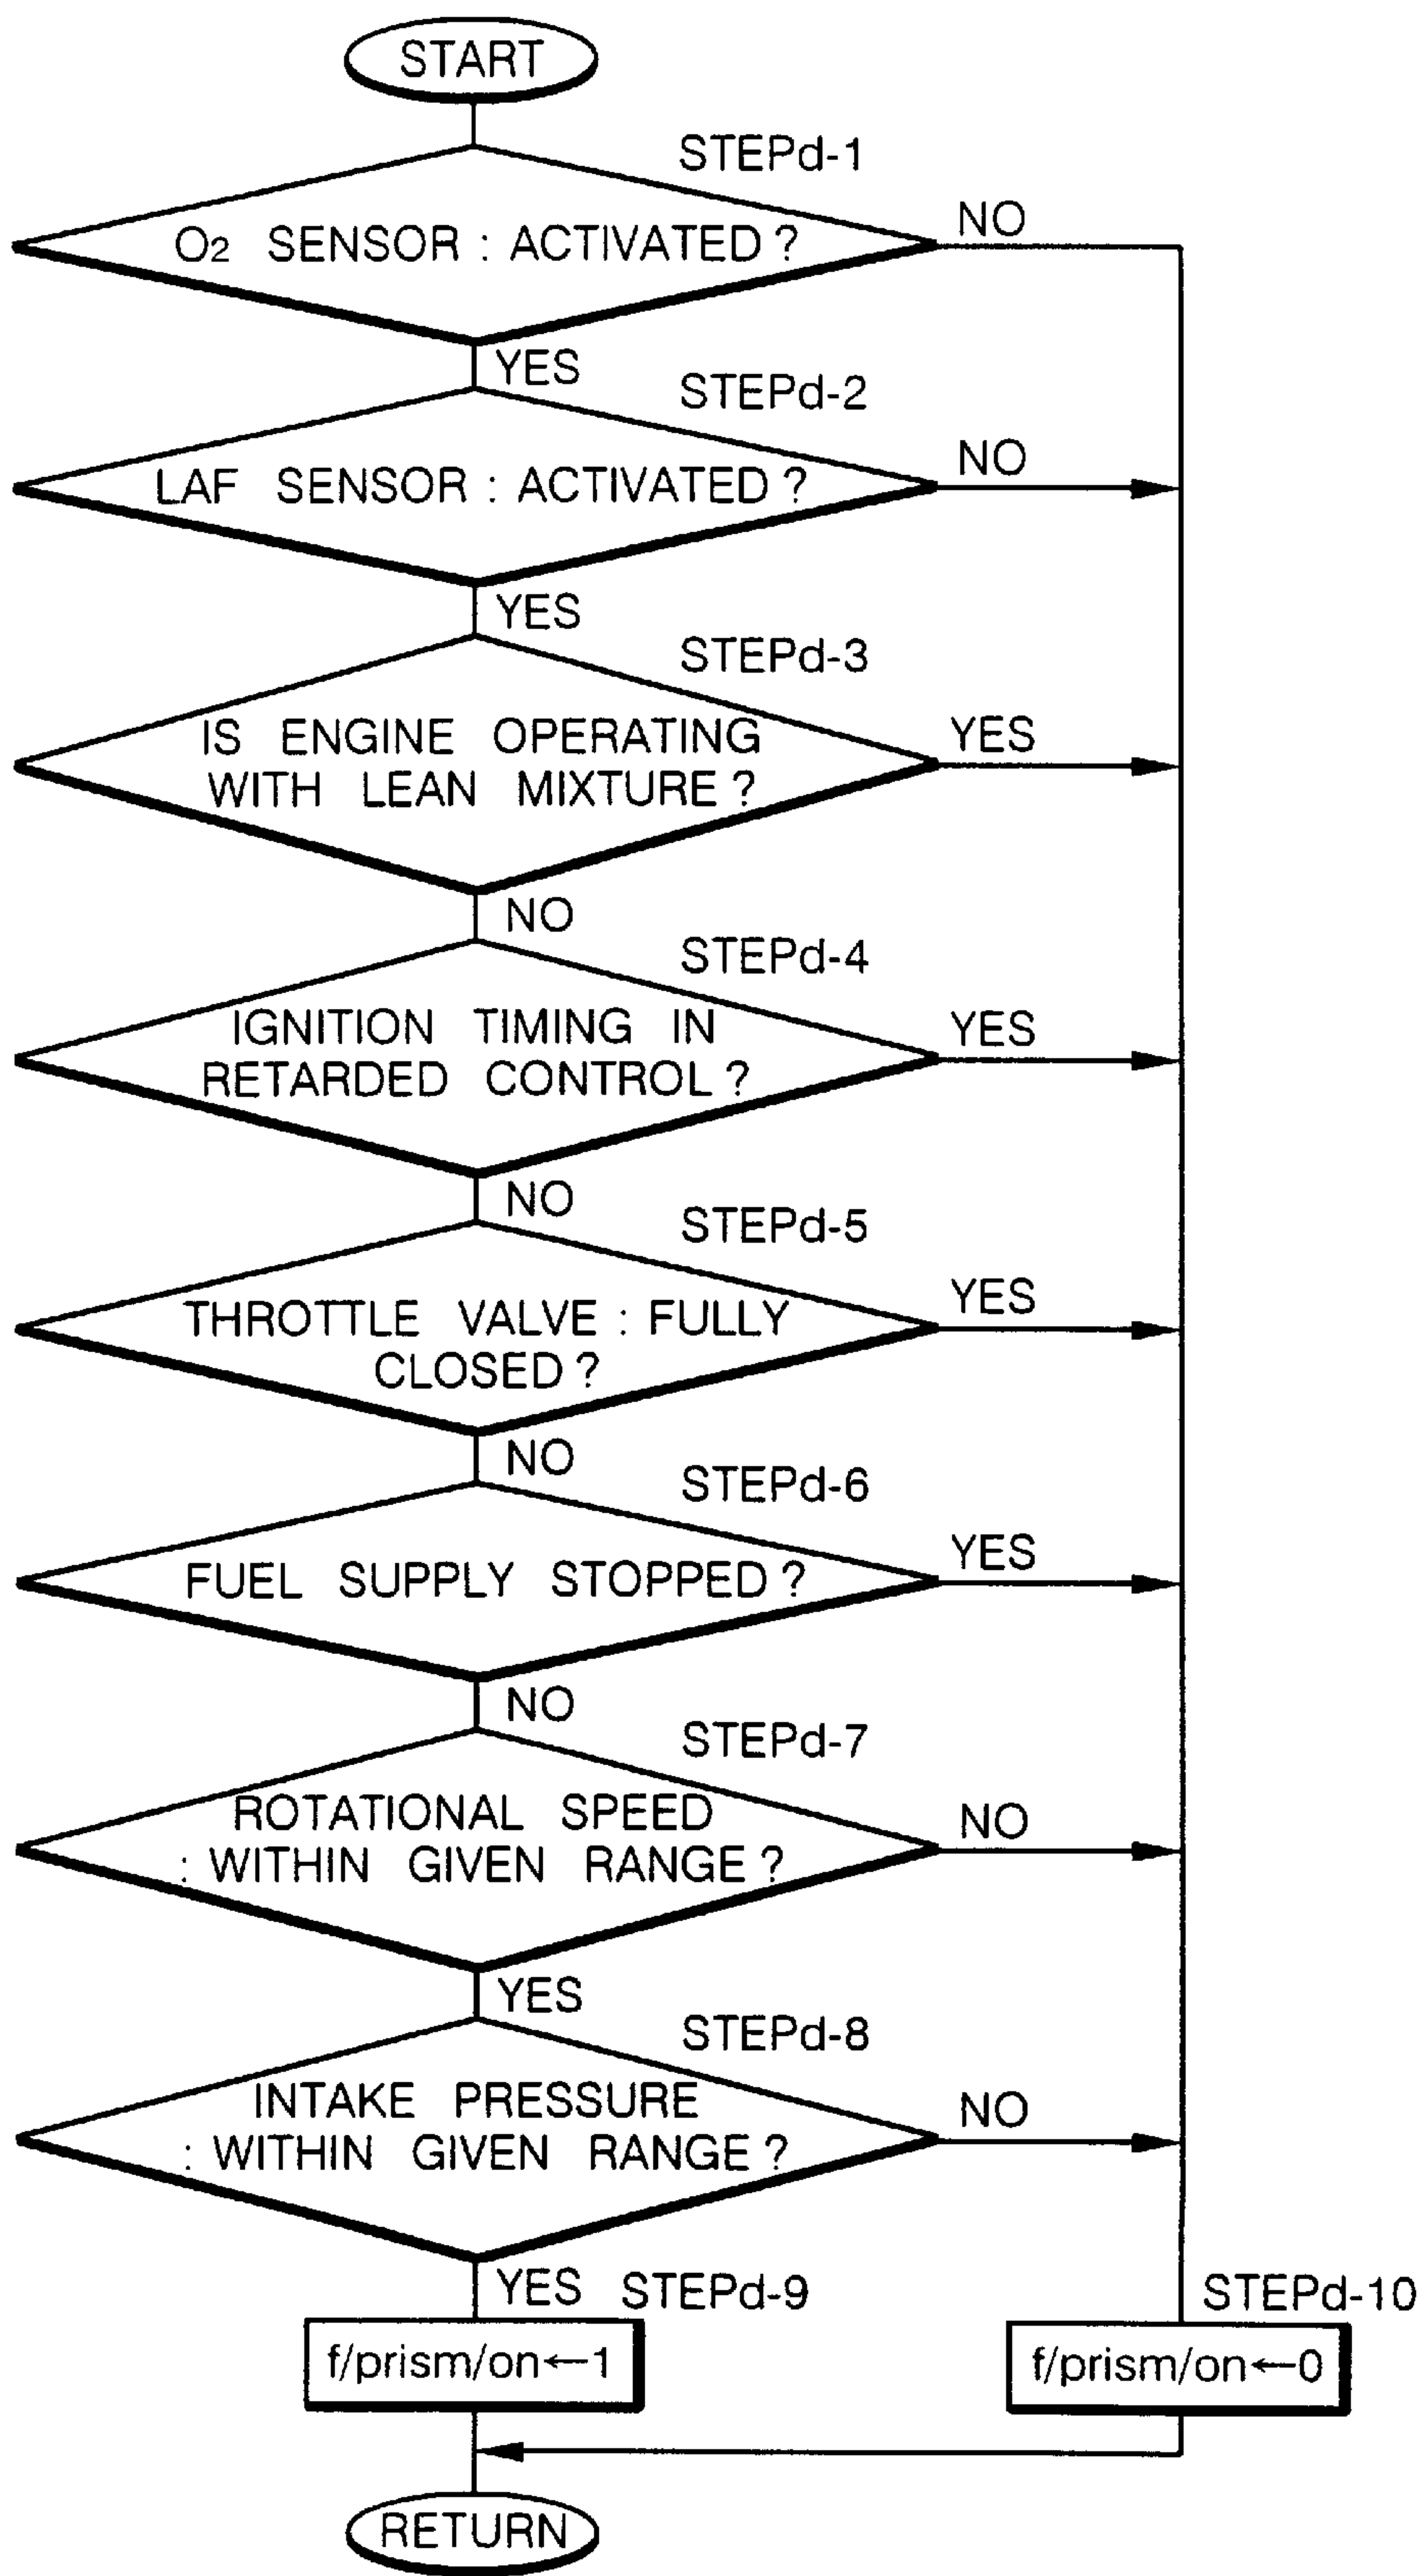 START
STEPd-1
O2 SENSOR : ACTIVATED ?
NO
YES
STEPd-2
LAF SENSOR : ACTIVATED ?
NO
YES
STEPd-3
IS ENGINE OPERATING
WITH LEAN MIXTURE ?
YES
NO
STEPd-4
IGNITION TIMING IN
RETARDED CONTROL ?
YES
NO
STEPd-5
THROTTLE VALVE : FULLY
CLOSED ?
YES
NO
STEPd-6
FUEL SUPPLY STOPPED ?
YES
NO
STEPd-7
ROTATIONAL SPEED
: WITHIN GIVEN RANGE ?
NO
YES
STEPd-8
INTAKE PRESSURE
: WITHIN GIVEN RANGE ?
NO
YES
STEPd-9
f/prism/on←1
STEPd-10
f/prism/on←0
RETURN